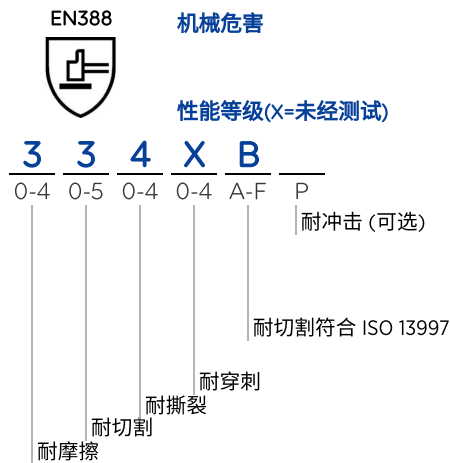 EN388
机械危害
性能等级(X=未经测试)
3 3 4 X B
0-4 0-5 0-4 0-4 A-F P
耐冲击 (可选)
耐切割符合 ISO 13997
耐穿刺
耐撕裂
耐切割
耐摩擦